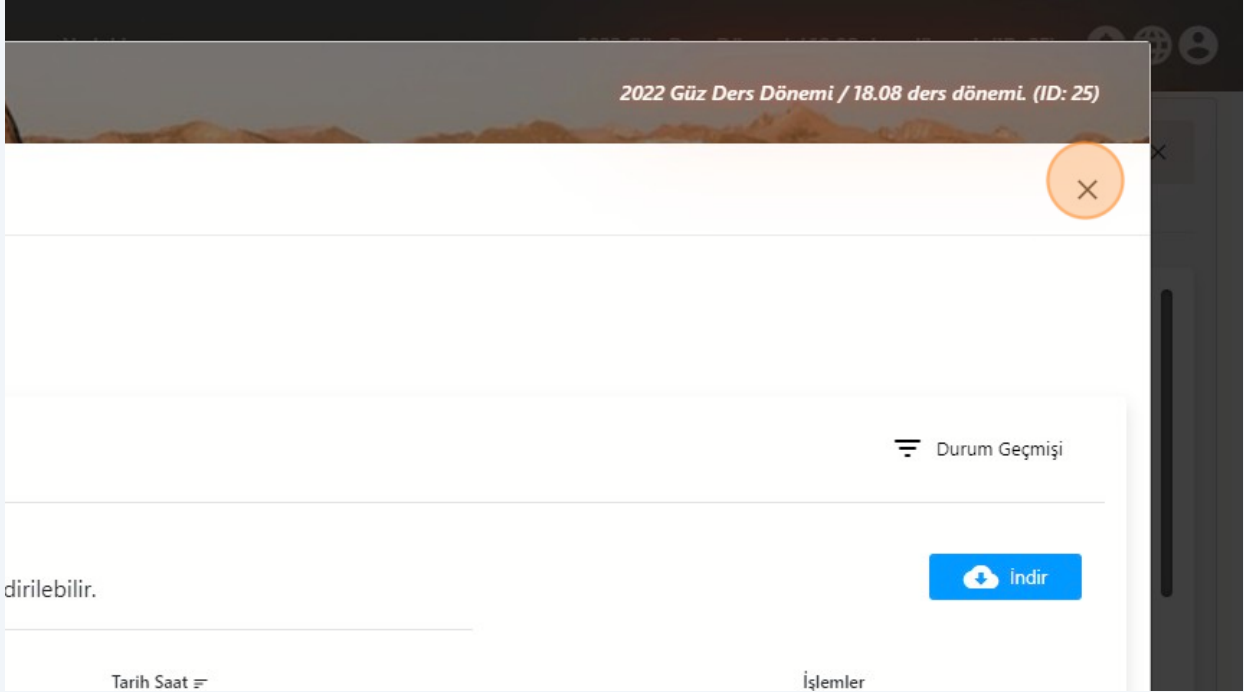 2022 Güz Ders Dönemi / 18.08 ders dönemi. (ID: 25)
Durum Geçmişi
dirilebilir.
İndir
Tarih Saat
İşlemler